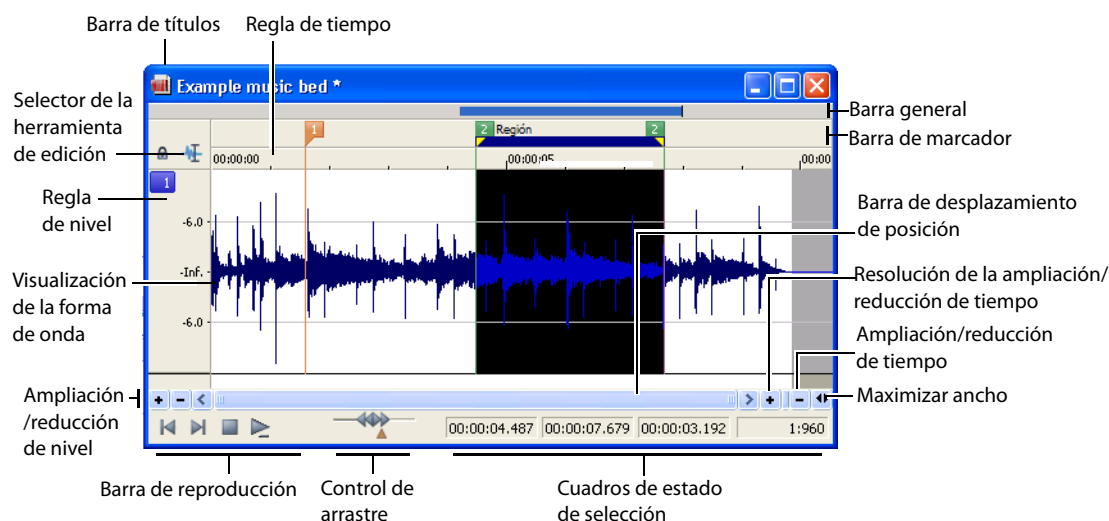 Barra de títulos
Regla de tiempo
Example music bed *
Selector de la
herramienta
de edición
Barra general
Barra de marcador
1
2 Región
2
00:00:00
00:00:05
00:00
1
Regla
de nivel
-6.0
-Inf.
-6.0
Barra de desplazamiento
de posición
Visualización
de la forma
de onda
Resolución de la ampliación/
reducción de tiempo
Ampliación/reducción
de tiempo
Ampliación
/reducción
de nivel
Maximizar ancho
00:00:04.487
00:00:07.679
00:00:03.192
1:960
Barra de reproducción
Control de
arrastre
Cuadros de estado
de selección